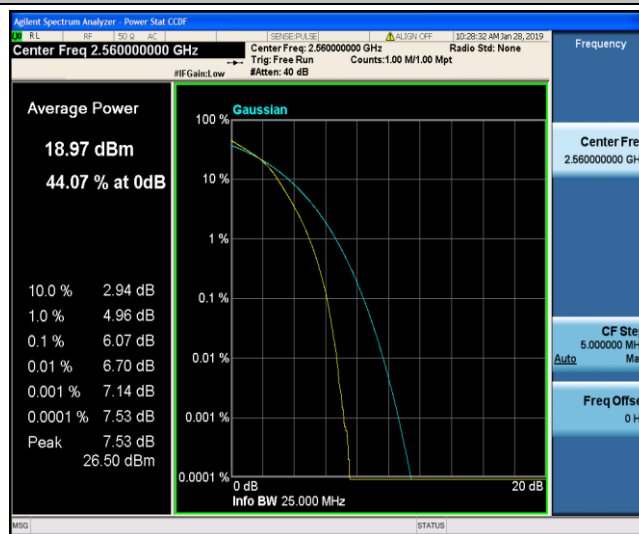 Agilent Spectrum Analyzer - Power Stat CCDF
RL RF 50 Ω AC SENSE:PULSE ALIGN OFF 10:28:32 AM Jan 28, 2019
Center Freq 2.560000000 GHz
Center Freq: 2.560000000 GHz Radio Std: None
Trig: Free Run Counts:1.00 M/1.00 Mpt
#IFGain:Low #Atten: 40 dB
Frequency
Average Power
18.97 dBm
44.07 % at 0dB
10.0 % 2.94 dB
1.0 % 4.96 dB
0.1 % 6.07 dB
0.01 % 6.70 dB
0.001 % 7.14 dB
0.0001 % 7.53 dB
Peak 7.53 dB
26.50 dBm
Gaussian
100 %
10 %
1 %
0.1 %
0.01 %
0.001 %
0.0001 %
0 dB 20 dB
Info BW 25.000 MHz
Center Fre
2.560000000 GH
CF Ste
5.000000 MH
Auto Ma
Freq Offse
0 H
MSG STATUS